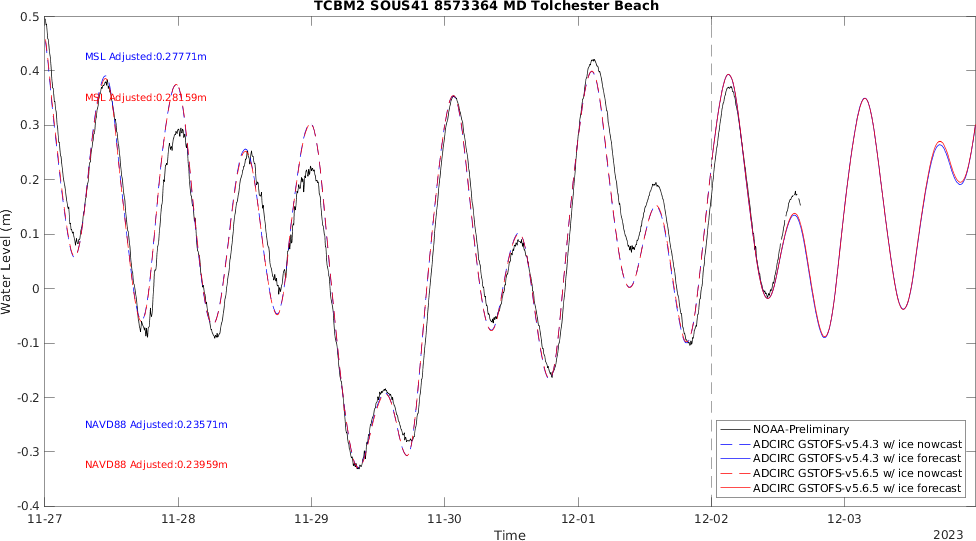 TCBM2 SOUS41 8573364 MD Tolchester Beach
0.5
0.4
0.3
0.2
0.1
0
-0.1
-0.2
-0.3
-0.4
Water Level (m)
MSL Adjusted:0.27771m
MSL Adjusted:0.28159m
NAVD88 Adjusted:0.23571m
NAVD88 Adjusted:0.23959m
NOAA-Preliminary
ADCIRC GSTOFS-v5.4.3 w/ ice nowcast
ADCIRC GSTOFS-v5.4.3 w/ ice forecast
ADCIRC GSTOFS-v5.6.5 w/ ice nowcast
ADCIRC GSTOFS-v5.6.5 w/ ice forecast
11-27 11-28 11-29 11-30 12-01 12-02 12-03
Time
2023